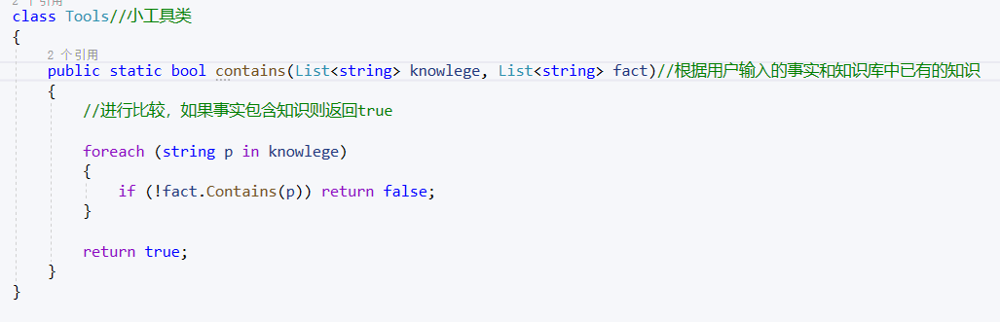 2 个引用
class Tools//小工具类
{
2 个引用
public static bool contains(List<string> knowlege, List<string> fact)//根据用户输入的事实和知识库中已有的知识
{
//进行比较，如果事实包含知识则返回true
foreach (string p in knowlege)
{
if (!fact.Contains(p)) return false;
}
return true;
}
}